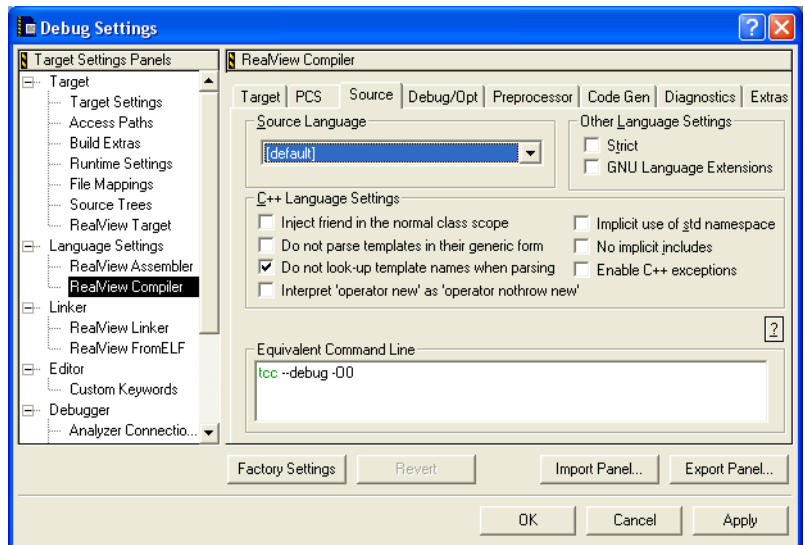 Debug Settings
Target Settings Panels
Target
Target Settings
Access Paths
Build Extras
Runtime Settings
File Mappings
Source Trees
RealView Target
Language Settings
RealView Assembler
RealView Compiler
Linker
RealView Linker
RealView FromELF
Editor
Custom Keywords
Debugger
Analyzer Connectio...
RealView Compiler
Target PCS Source Debug/Opt Preprocessor Code Gen Diagnostics Extras
Source Language
[default]
Other Language Settings
Strict
GNU Language Extensions
C++ Language Settings
Inject friend in the normal class scope
Do not parse templates in their generic form
Do not look-up template names when parsing
Interpret 'operator new' as 'operator nothrow new'
Implicit use of std namespace
No implicit includes
Enable C++ exceptions
?
Equivalent Command Line
tcc --debug -O0
Factory Settings Revert Import Panel... Export Panel...
OK Cancel Apply